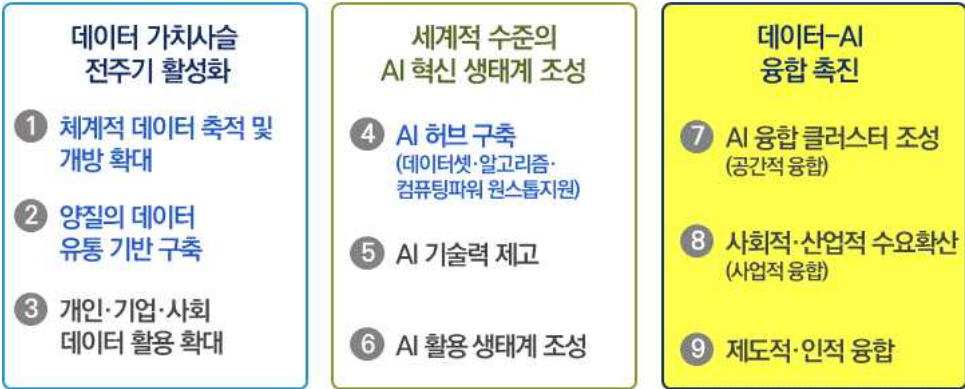 데이터 가치사슬
전주기 활성화
1 체계적 데이터 축적 및
개방 확대
2 양질의 데이터
유통 기반 구축
3 개인·기업·사회
데이터 활용 확대
세계적 수준의
AI 혁신 생태계 조성
4 AI 허브 구축
(데이터셋·알고리즘·
컴퓨팅파워 원스톱지원)
5 AI 기술력 제고
6 AI 활용 생태계 조성
데이터-AI
융합 촉진
7 AI 융합 클러스터 조성
(공간적 융합)
8 사회적·산업적 수요확산
(사업적 융합)
9 제도적·인적 융합